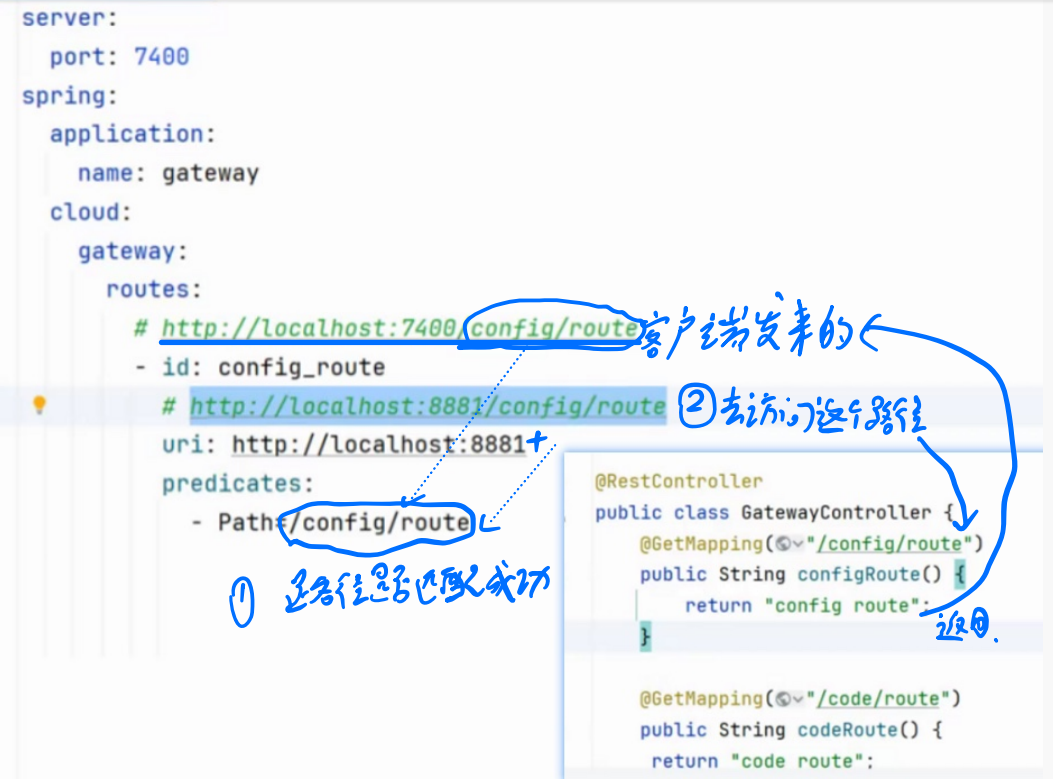 server:
port: 7400
spring:
application:
name: gateway
cloud:
gateway:
routes:
# http://localhost:7400/config/route 客户端发来的
- id: config_route
# http://localhost:8881/config/route ②去访问这个路径
uri: http://localhost:8881+
predicates:
- Path=/config/route
① 路径是否匹配成功
@RestController
public class GatewayController {
@GetMapping("/config/route")
public String configRoute() {
return "config route";
}
返回.
@GetMapping("/code/route")
public String codeRoute() {
return "code route";